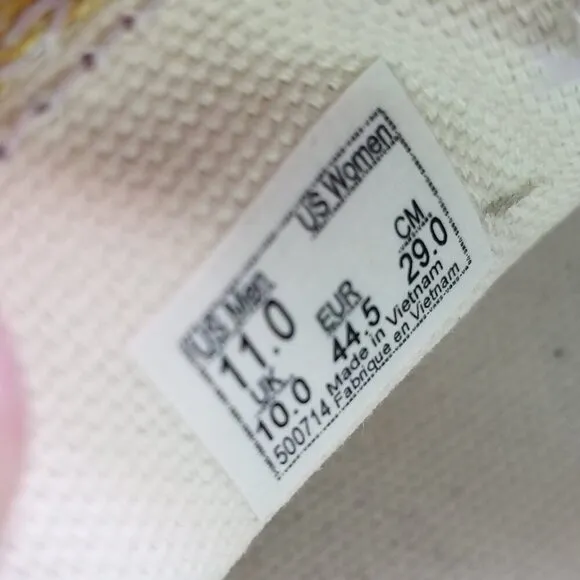 US Men US Women
11.0
UK EUR CM
10.0 44.5 29.0
500714 Made in Vietnam
Fabrique en Vietnam